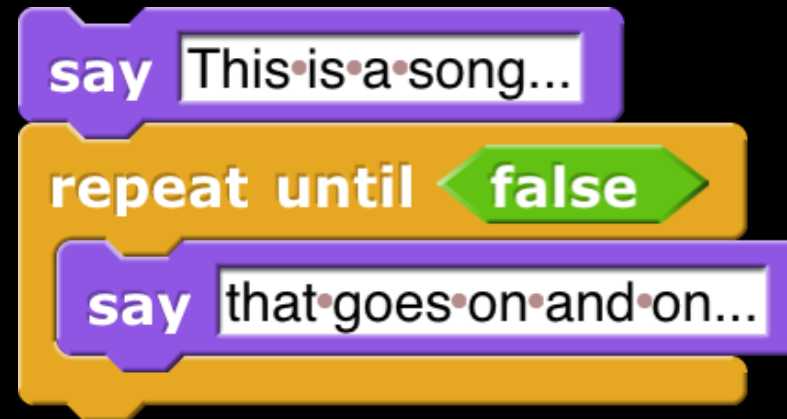 say This is a song...
repeat until false
say that goes on and on...